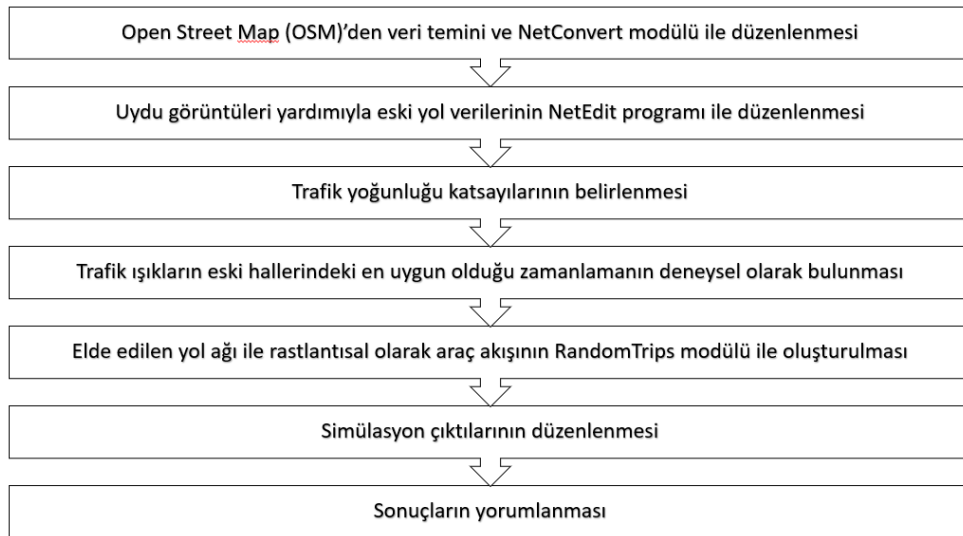 Open Street Map (OSM)’den veri temini ve NetConvert modülü ile düzenlenmesi
Uydu görüntüleri yardımıyla eski yol verilerinin NetEdit programı ile düzenlenmesi
Trafik yoğunluğu katsayılarının belirlenmesi
Trafik ışıkların eski hallerindeki en uygun olduğu zamanlamanın deneysel olarak bulunması
Elde edilen yol ağı ile rastlantısal olarak araç akışının RandomTrips modülü ile oluşturulması
Simülasyon çıktılarının düzenlenmesi
Sonuçların yorumlanması